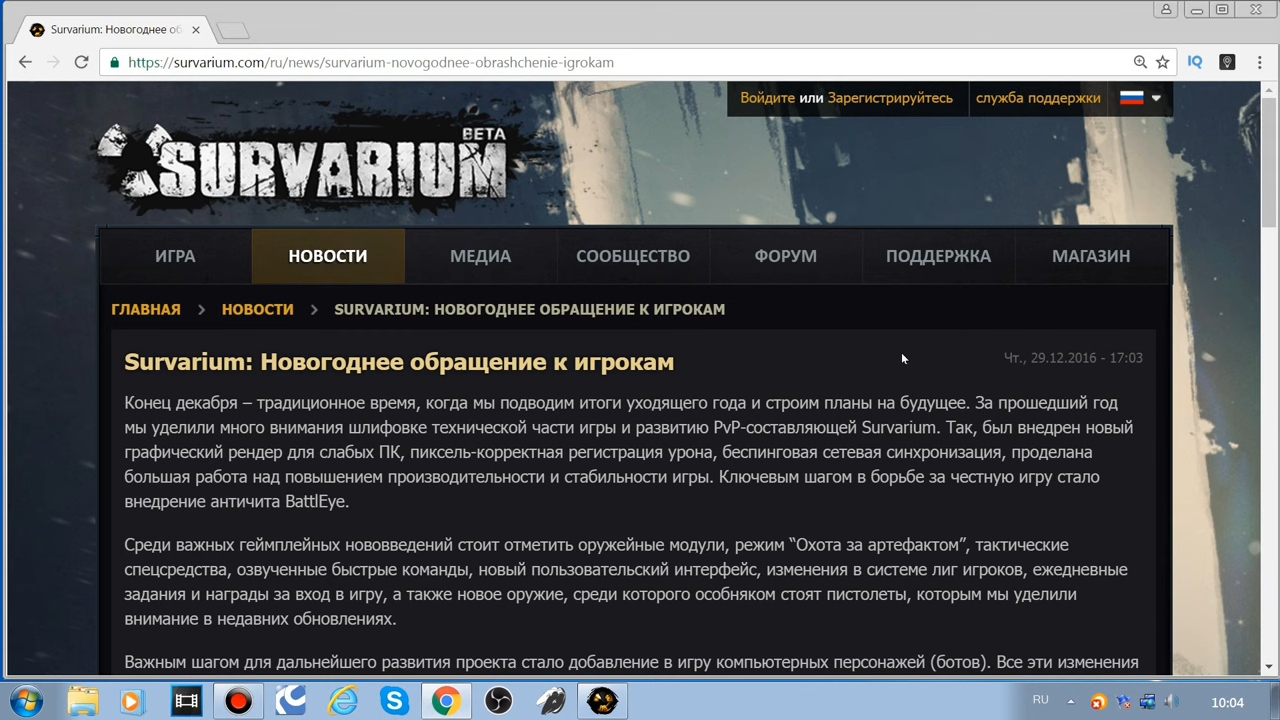 Survarium: Новогоднее об
https://survarium.com/ru/news/survarium-novogodnee-obrashchenie-igrokam
IQ
Войдите или Зарегистрируйтесь
служба поддержки
BETA
SURVARIUM
ИГРА
НОВОСТИ
МЕДИА
СООБЩЕСТВО
ФОРУМ
ПОДДЕРЖКА
МАГАЗИН
ГЛАВНАЯ > НОВОСТИ > SURVARIUM: НОВОГОДНЕЕ ОБРАЩЕНИЕ К ИГРОКАМ
Survarium: Новогоднее обращение к игрокам
Чт., 29.12.2016 - 17:03
Конец декабря – традиционное время, когда мы подводим итоги уходящего года и строим планы на будущее. За прошедший год
мы уделили много внимания шлифовке технической части игры и развитию PvP-составляющей Survarium. Так, был внедрен новый
графический рендер для слабых ПК, пиксель-корректная регистрация урона, беспинговая сетевая синхронизация, проделана
большая работа над повышением производительности и стабильности игры. Ключевым шагом в борьбе за честную игру стало
внедрение античита BattlEye.
Среди важных геймплейных нововведений стоит отметить оружейные модули, режим “Охота за артефактом”, тактические
спецсредства, озвученные быстрые команды, новый пользовательский интерфейс, изменения в системе лиг игроков, ежедневные
задания и награды за вход в игру, а также новое оружие, среди которого особняком стоят пистолеты, которым мы уделили
внимание в недавних обновлениях.
Важным шагом для дальнейшего развития проекта стало добавление в игру компьютерных персонажей (ботов). Все эти изменения
RU
10:04